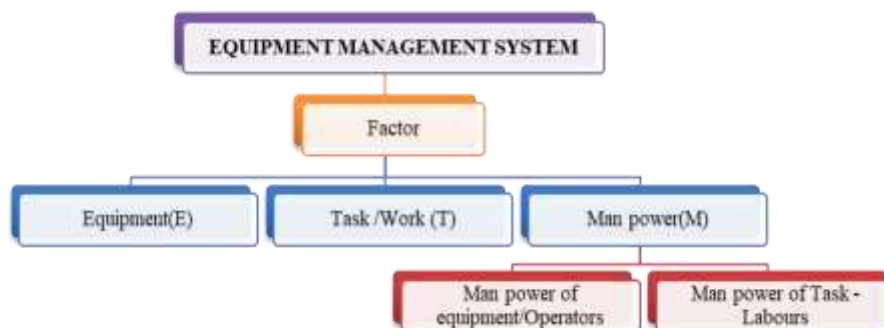 EQUIPMENT MANAGEMENT SYSTEM
Factor
Equipment(E)
Task /Work (T)
Man power(M)
Man power of
equipment/Operators
Man power of Task -
Labours